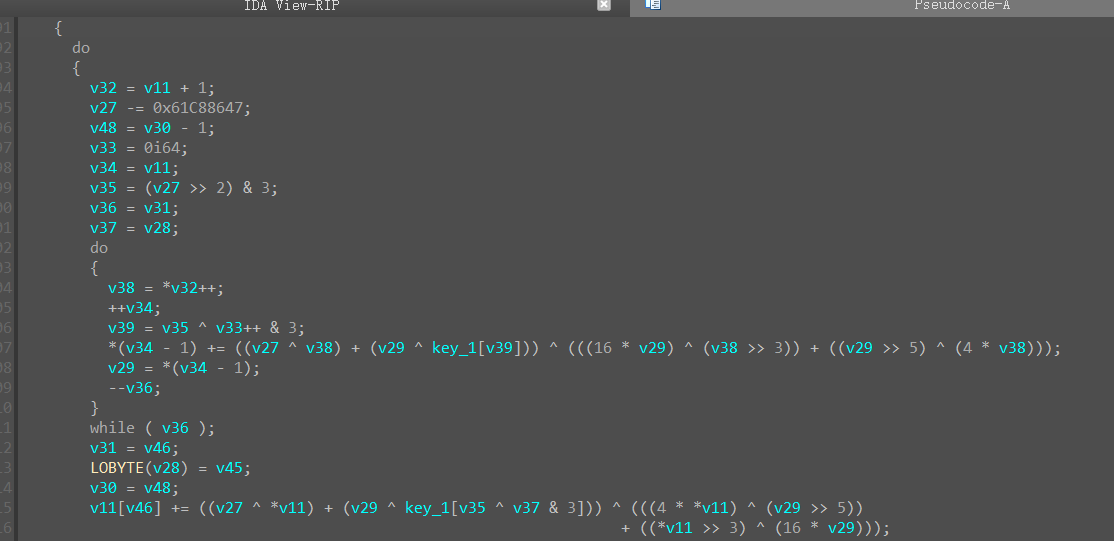 IDA View-RIP Pseudocode-A
01 {
02 do
03 {
04 v32 = v11 + 1;
05 v27 -= 0x61C88647;
06 v48 = v30 - 1;
07 v33 = 0i64;
08 v34 = v11;
09 v35 = (v27 >> 2) & 3;
00 v36 = v31;
01 v37 = v28;
02 do
03 {
04 v38 = *v32++;
05 ++v34;
06 v39 = v35 ^ v33++ & 3;
07 *(v34 - 1) += ((v27 ^ v38) + (v29 ^ key_1[v39])) ^ (((16 * v29) ^ (v38 >> 3)) + ((v29 >> 5) ^ (4 * v38)));
08 v29 = *(v34 - 1);
09 --v36;
10 }
11 while ( v36 );
12 v31 = v46;
13 LOBYTE(v28) = v45;
14 v30 = v48;
15 v11[v46] += ((v27 ^ *v11) + (v29 ^ key_1[v35 ^ v37 & 3])) ^ (((4 * *v11) ^ (v29 >> 5))
16 + ((*v11 >> 3) ^ (16 * v29)));